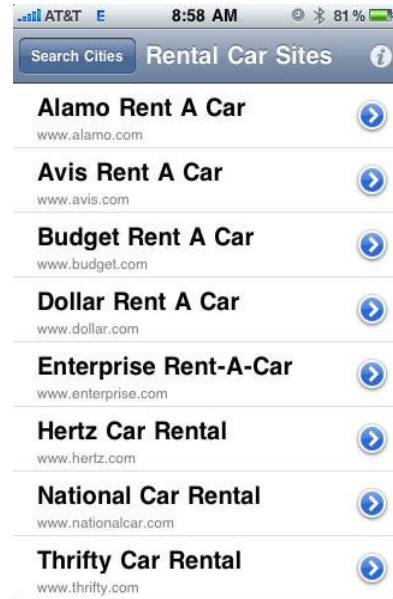 AT&T E 8:58 AM 81%
Search Cities Rental Car Sites i
Alamo Rent A Car
www.alamo.com
Avis Rent A Car
www.avis.com
Budget Rent A Car
www.budget.com
Dollar Rent A Car
www.dollar.com
Enterprise Rent-A-Car
www.enterprise.com
Hertz Car Rental
www.hertz.com
National Car Rental
www.nationalcar.com
Thrifty Car Rental
www.thrifty.com